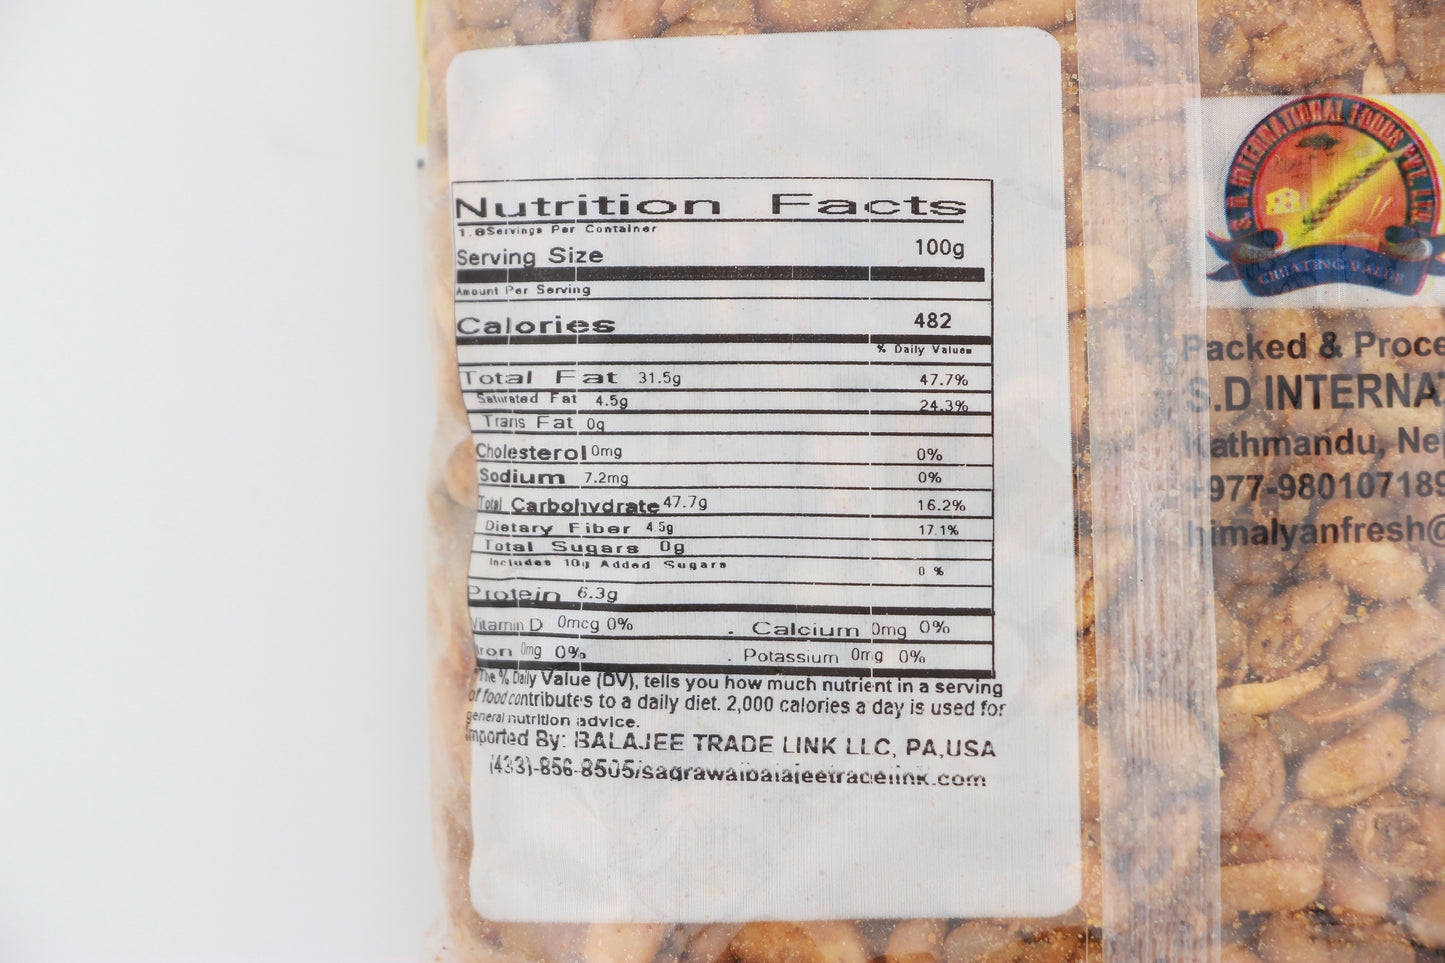 Nutrition Facts
1.8 Servings Per Container
Serving Size 100g
Amount Per Serving
Calories 482
% Daily Values
Total Fat 31.5g 47.7%
Saturated Fat 4.5g 24.3%
Trans Fat 0g
Cholesterol 0mg 0%
Sodium 7.2mg 0%
Total Carbohydrate 47.7g 16.2%
Dietary Fiber 4.5g 17.1%
Total Sugars 0g
Includes 10g Added Sugars 0 %
Protein 6.3g
Vitamin D 0mcg 0% . Calcium 0mg 0%
Iron 0mg 0% . Potassium 0mg 0%
*The % Daily Value (DV), tells you how much nutrient in a serving
of food contributes to a daily diet. 2,000 calories a day is used for
general nutrition advice.
Imported By: BALAJEE TRADE LINK LLC, PA,USA
(433)-856-8505/sagrawalbalajeetradelink.com
S. D. INTERNATIONAL FOODS PVT. LTD.
CREATING VALUE
Packed & Proce
S.D INTERNAT
Kathmandu, Nep
+977-980107189
himalyanfresh@